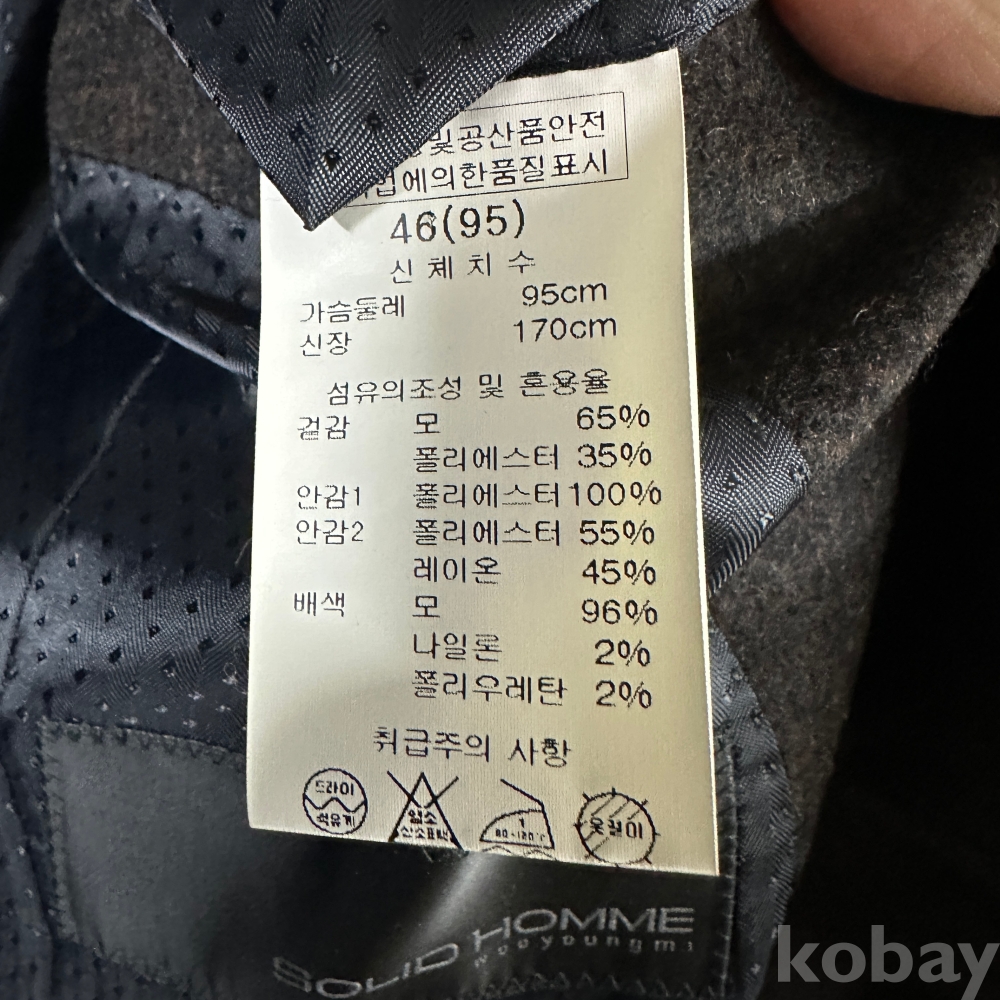 및공산품안전
법에의한품질표시
46(95)
신체치수
가슴둘레 95cm
신장 170cm
섬유의조성 및 혼용율
겉감 모 65%
폴리에스터 35%
안감1 폴리에스터 100%
안감2 폴리에스터 55%
레이온 45%
배색 모 96%
나일론 2%
폴리우레탄 2%
취급주의 사항
드라이
석유계
염소
산소표백
1
80~120℃
옷걸이
SOLID HOMME
Wooyoungmi
kobay